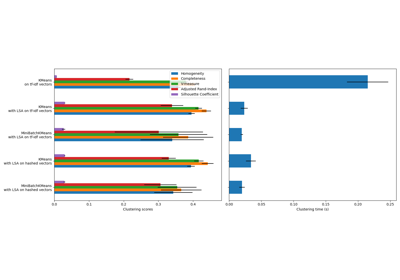 Homogeneity
Completeness
V-measure
Adjusted Rand-Index
Silhouette Coefficient
KMeans
on tf-idf vectors
KMeans
with LSA on tf-idf vectors
MiniBatchKMeans
with LSA on tf-idf vectors
KMeans
with LSA on hashed vectors
MiniBatchKMeans
with LSA on hashed vectors
0.0 0.1 0.2 0.3 0.4
Clustering scores
0.00 0.05 0.10 0.15 0.20 0.25
Clustering time (s)